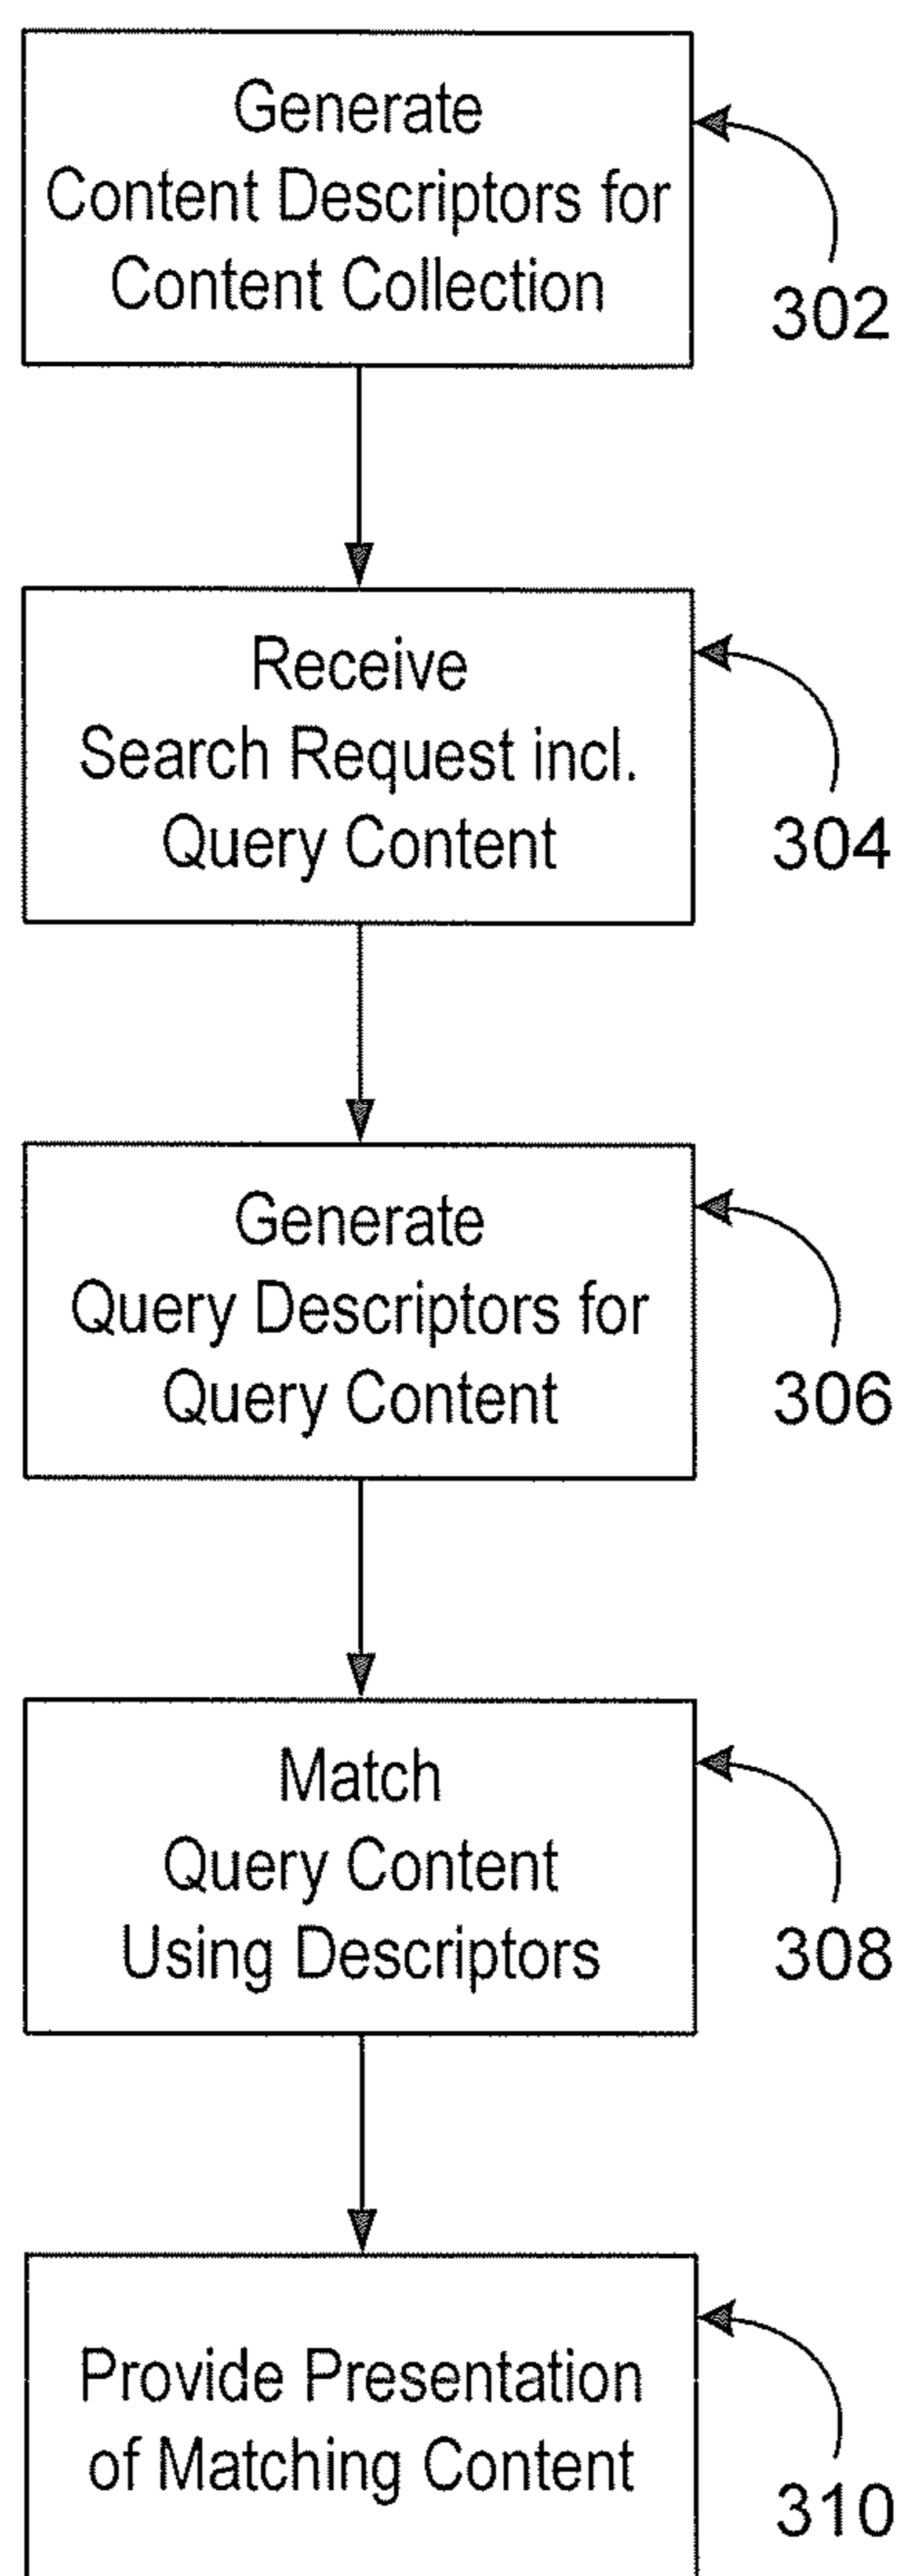 Generate
Content Descriptors for
Content Collection
302
Receive
Search Request incl.
Query Content
304
Generate
Query Descriptors for
Query Content
306
Match
Query Content
Using Descriptors
308
Provide Presentation
of Matching Content
310